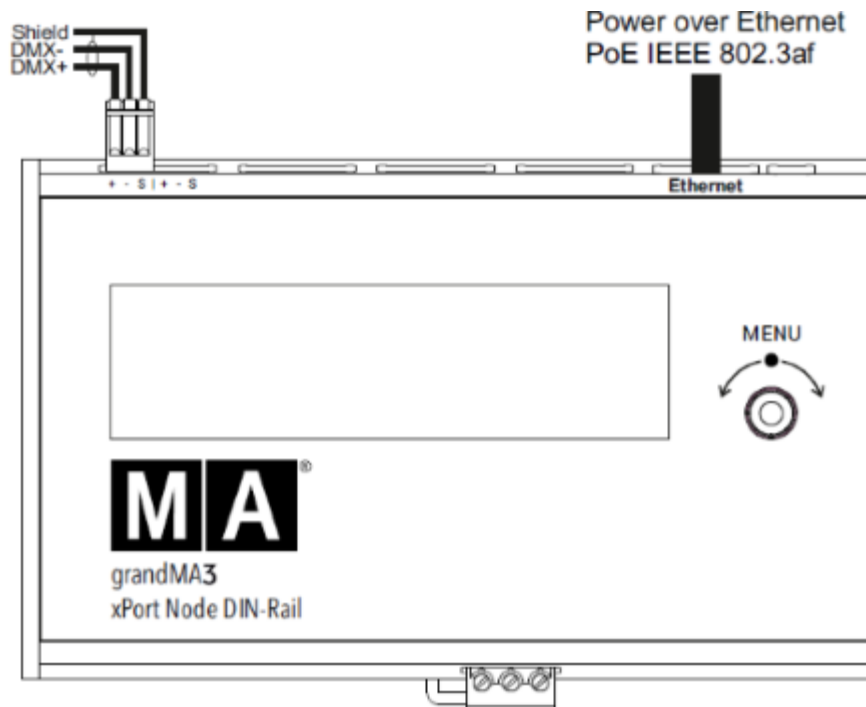 Shield
DMX-
DMX+
Power over Ethernet
PoE IEEE 802.3af
+ - S | + - S
Ethernet
MENU
MA®
grandMA3
xPort Node DIN-Rail